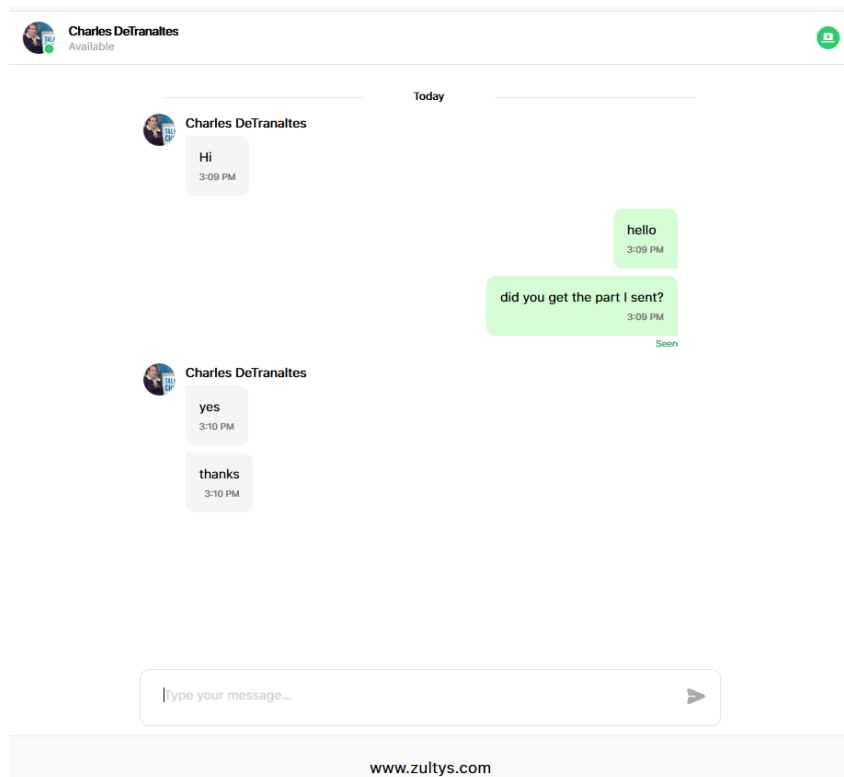 Charles DeTranaltes
Available
Today
Charles DeTranaltes
Hi
3:09 PM
hello
3:09 PM
did you get the part I sent?
3:09 PM
Seen
Charles DeTranaltes
yes
3:10 PM
thanks
3:10 PM
Type your message...
www.zultys.com